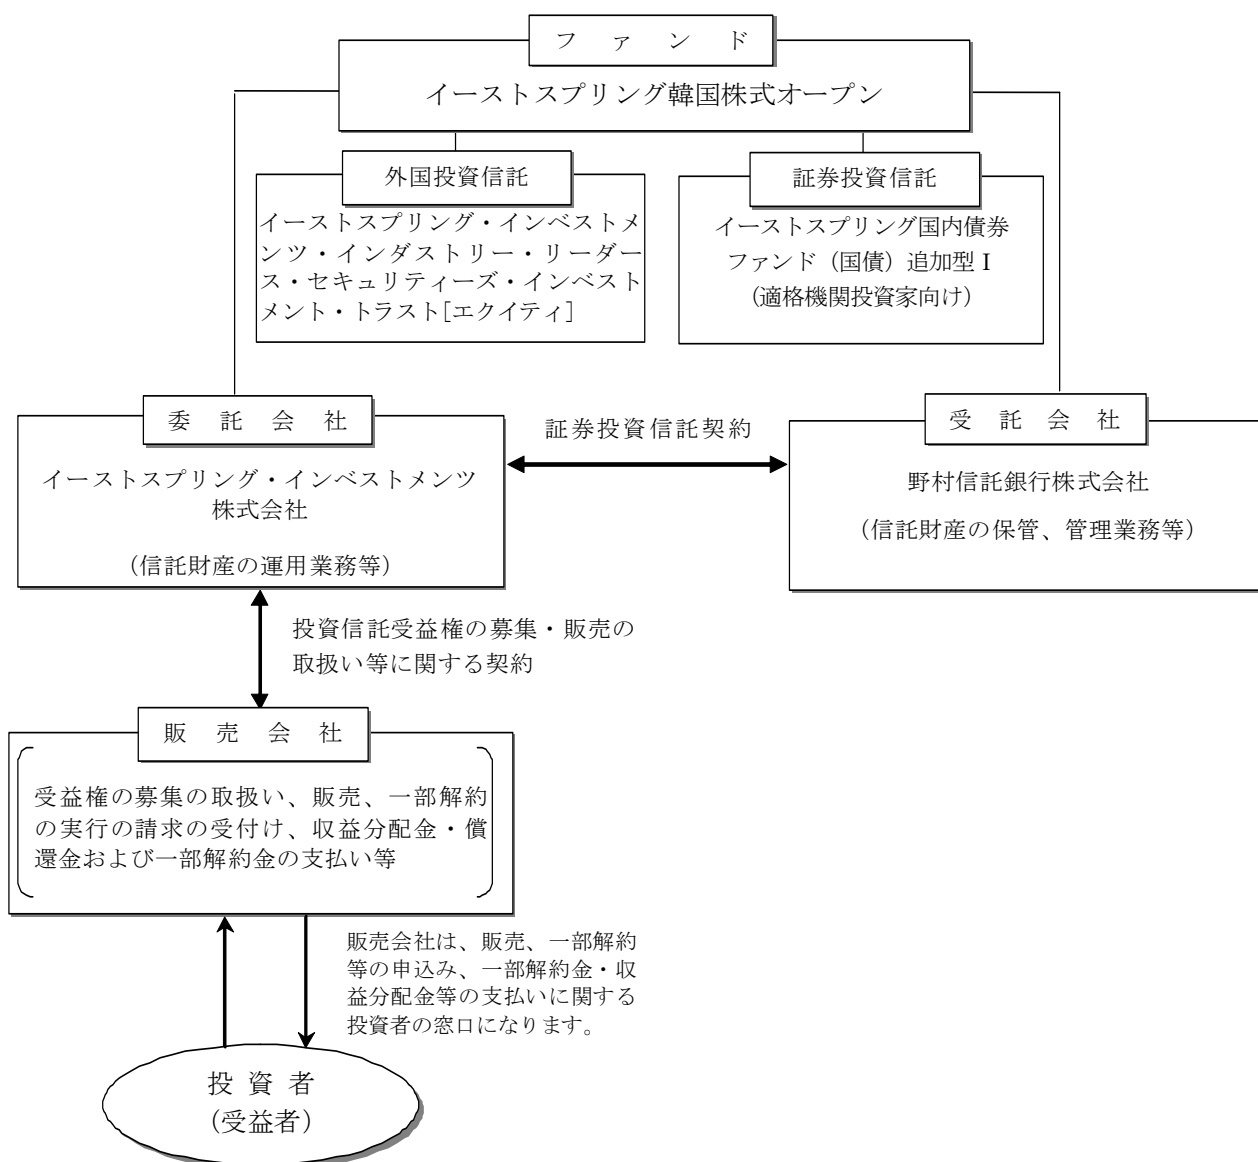 ファンド
イーストスプリング韓国株式オープン
外国投資信託
イーストスプリング・インベストメ
ンツ・インダストリー・リーダー
ス・セキュリティーズ・インベスト
メント・トラスト[エクイティ]
証券投資信託
イーストスプリング国内債券
ファンド（国債）追加型 I
（適格機関投資家向け）
委託会社
イーストスプリング・インベストメンツ
株式会社
（信託財産の運用業務等）
証券投資信託契約
受託会社
野村信託銀行株式会社
（信託財産の保管、管理業務等）
投資信託受益権の募集・販売の
取扱い等に関する契約
販売会社
受益権の募集の取扱い、販売、一部解約
の実行の請求の受付け、収益分配金・償
還金および一部解約金の支払い等
販売会社は、販売、一部解約
等の申込み、一部解約金・収
益分配金等の支払いに関する
投資者の窓口になります。
投資者
（受益者）